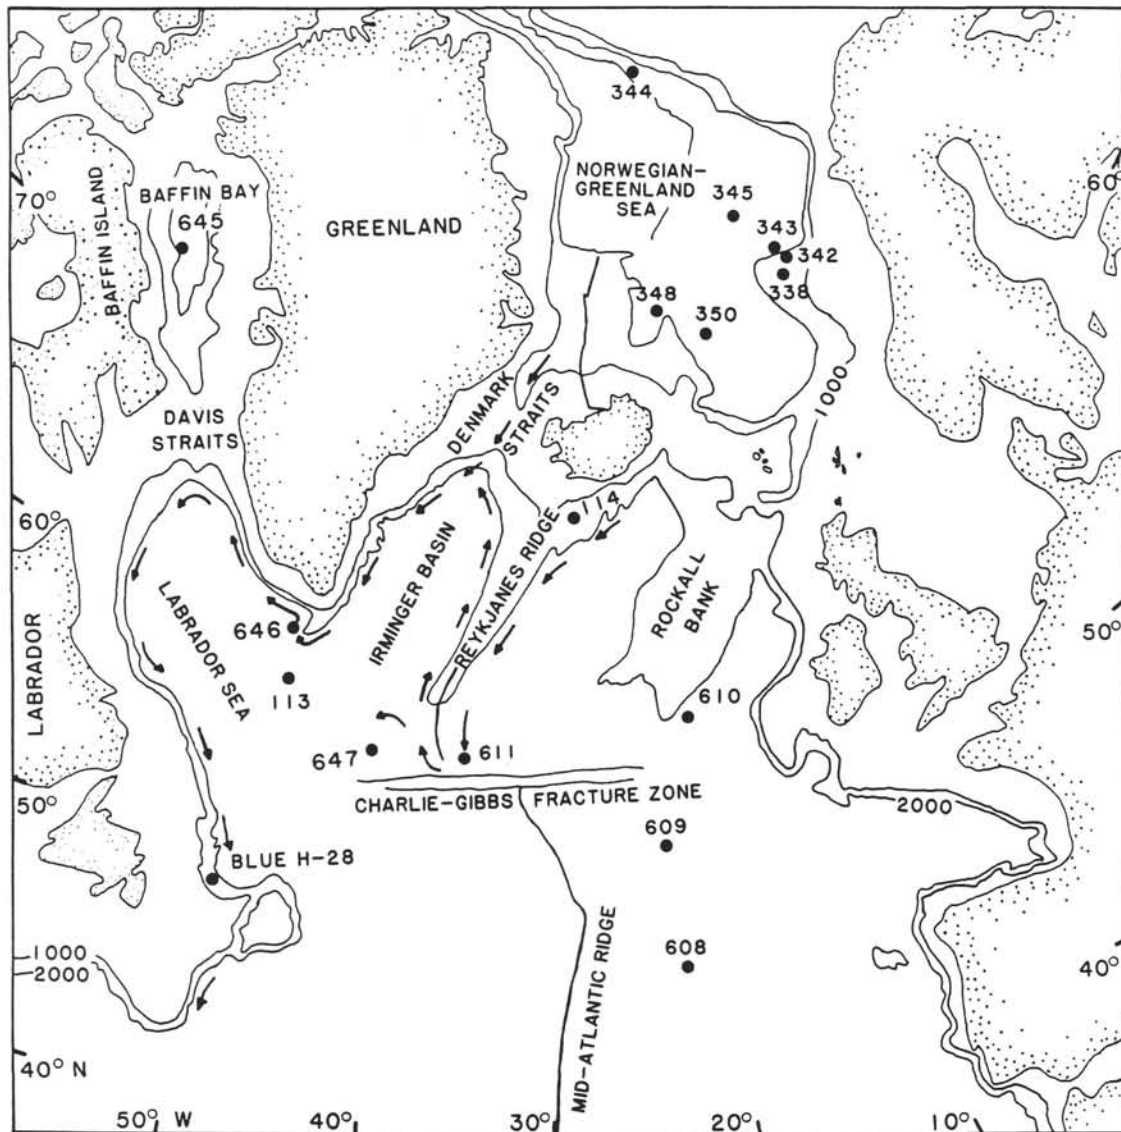 344
NORWEGIAN-
GREENLAND
SEA
70°
60°
BAFFIN ISLAND
BAFFIN BAY
645
GREENLAND
345
343
342
338
348
350
1000
DAVIS
STRAITS
DENMARK
STRAITS
60°
114
REYKJANES RIDGE
IRMINGER BASIN
ROCKALL
BANK
50°
LABRADOR
LABRADOR SEA
646
113
610
647
611
50°
CHARLIE-GIBBS FRACTURE ZONE
2000
609
BLUE H-28
608
MID-ATLANTIC RIDGE
1000
2000
40°
40° N
50° W
40°
30°
20°
10°